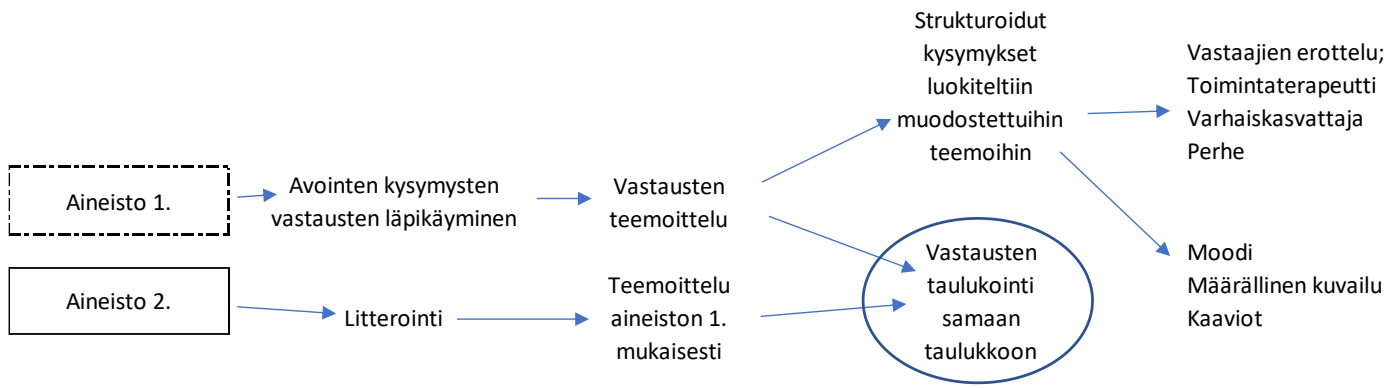 Aineisto 1.
Avointen kysymysten
vastausten läpikäyminen
Vastausten
teemoittelu
Strukturoidut
kysymykset
luokiteltiin
muodostettuihin
teemoihin
Vastaajien erottelu;
Toimintaterapeutti
Varhaiskasvattaja
Perhe
Aineisto 2.
Litterointi
Teemoittelu
aineiston 1.
mukaisesti
Vastausten
taulukointi
samaan
taulukkoon
Moodi
Määrällinen kuvailu
Kaaviot